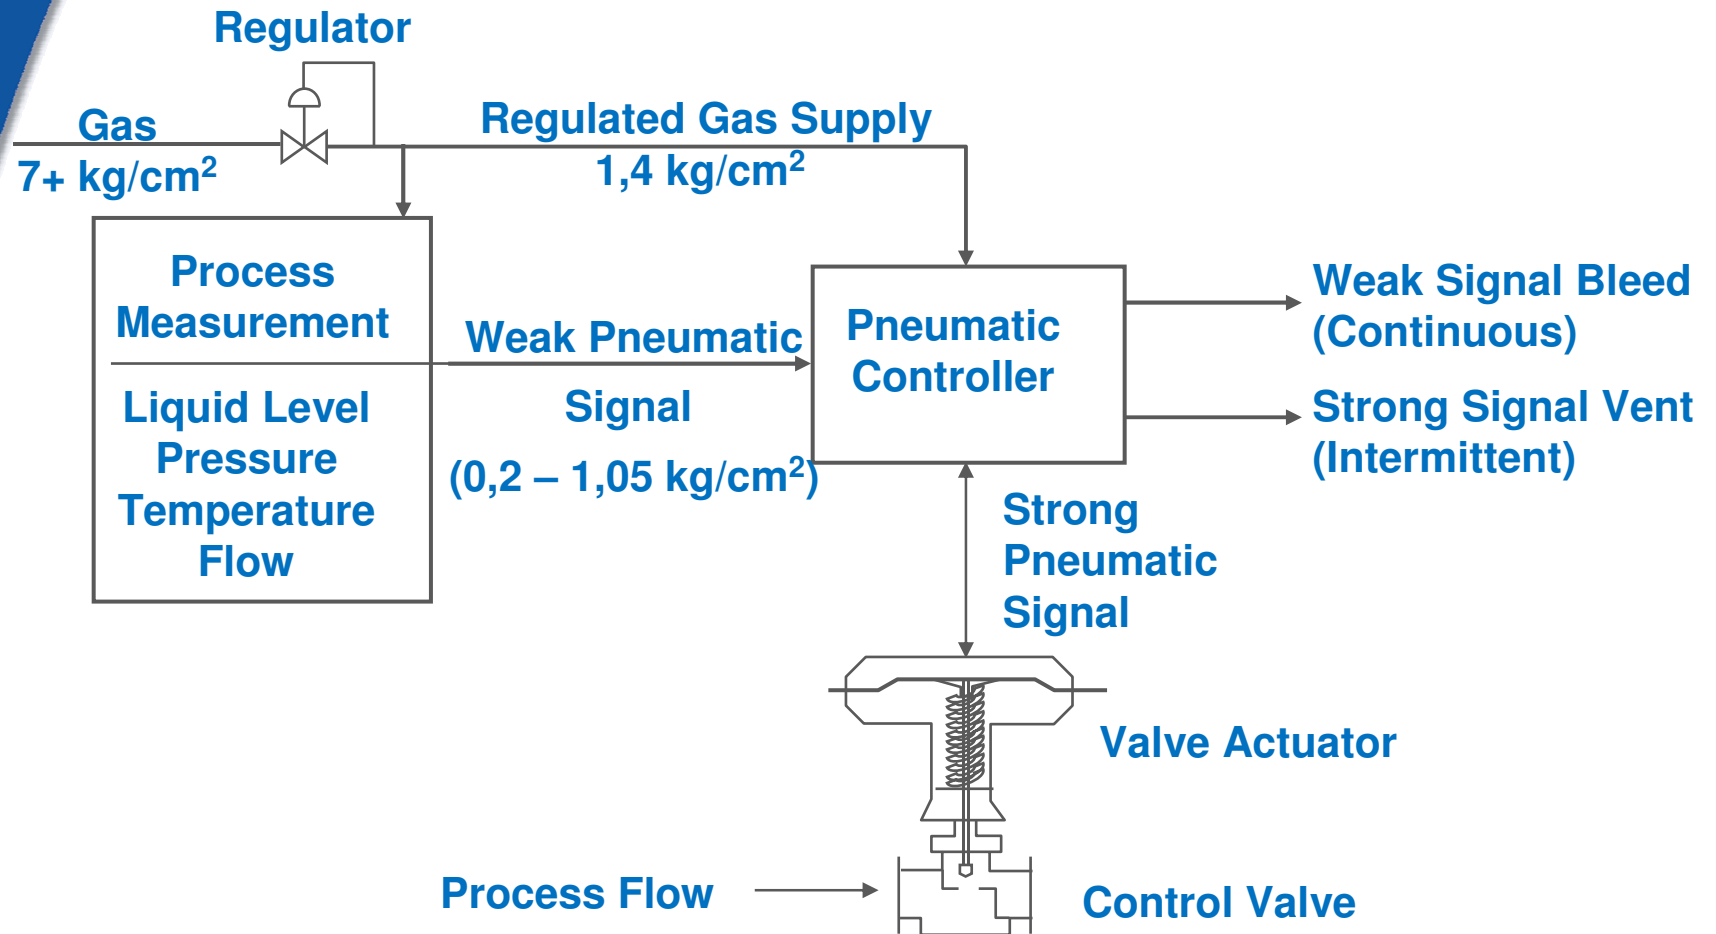 Regulator
Gas
7+ kg/cm²
Regulated Gas Supply
1,4 kg/cm²
Process
Measurement
Liquid Level
Pressure
Temperature
Flow
Weak Pneumatic
Signal
(0,2 – 1,05 kg/cm²)
Pneumatic
Controller
Weak Signal Bleed
(Continuous)
Strong Signal Vent
(Intermittent)
Strong
Pneumatic
Signal
Valve Actuator
Process Flow
Control Valve